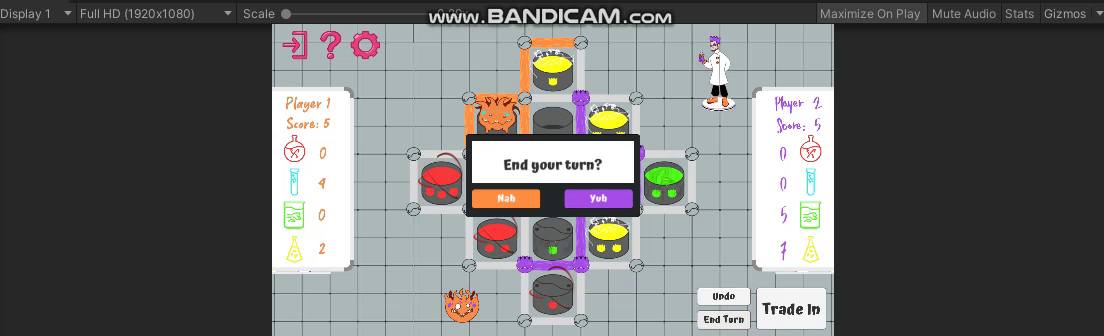 Display 1
Full HD (1920x1080)
Scale
www.BANDICAM.com
Maximize On Play
Mute Audio
Stats
Gizmos
?
Player 1
Score: 5
0
4
0
2
Player 2
Score: 5
0
0
5
7
End your turn?
Nah
Yuh
Undo
End Turn
Trade In